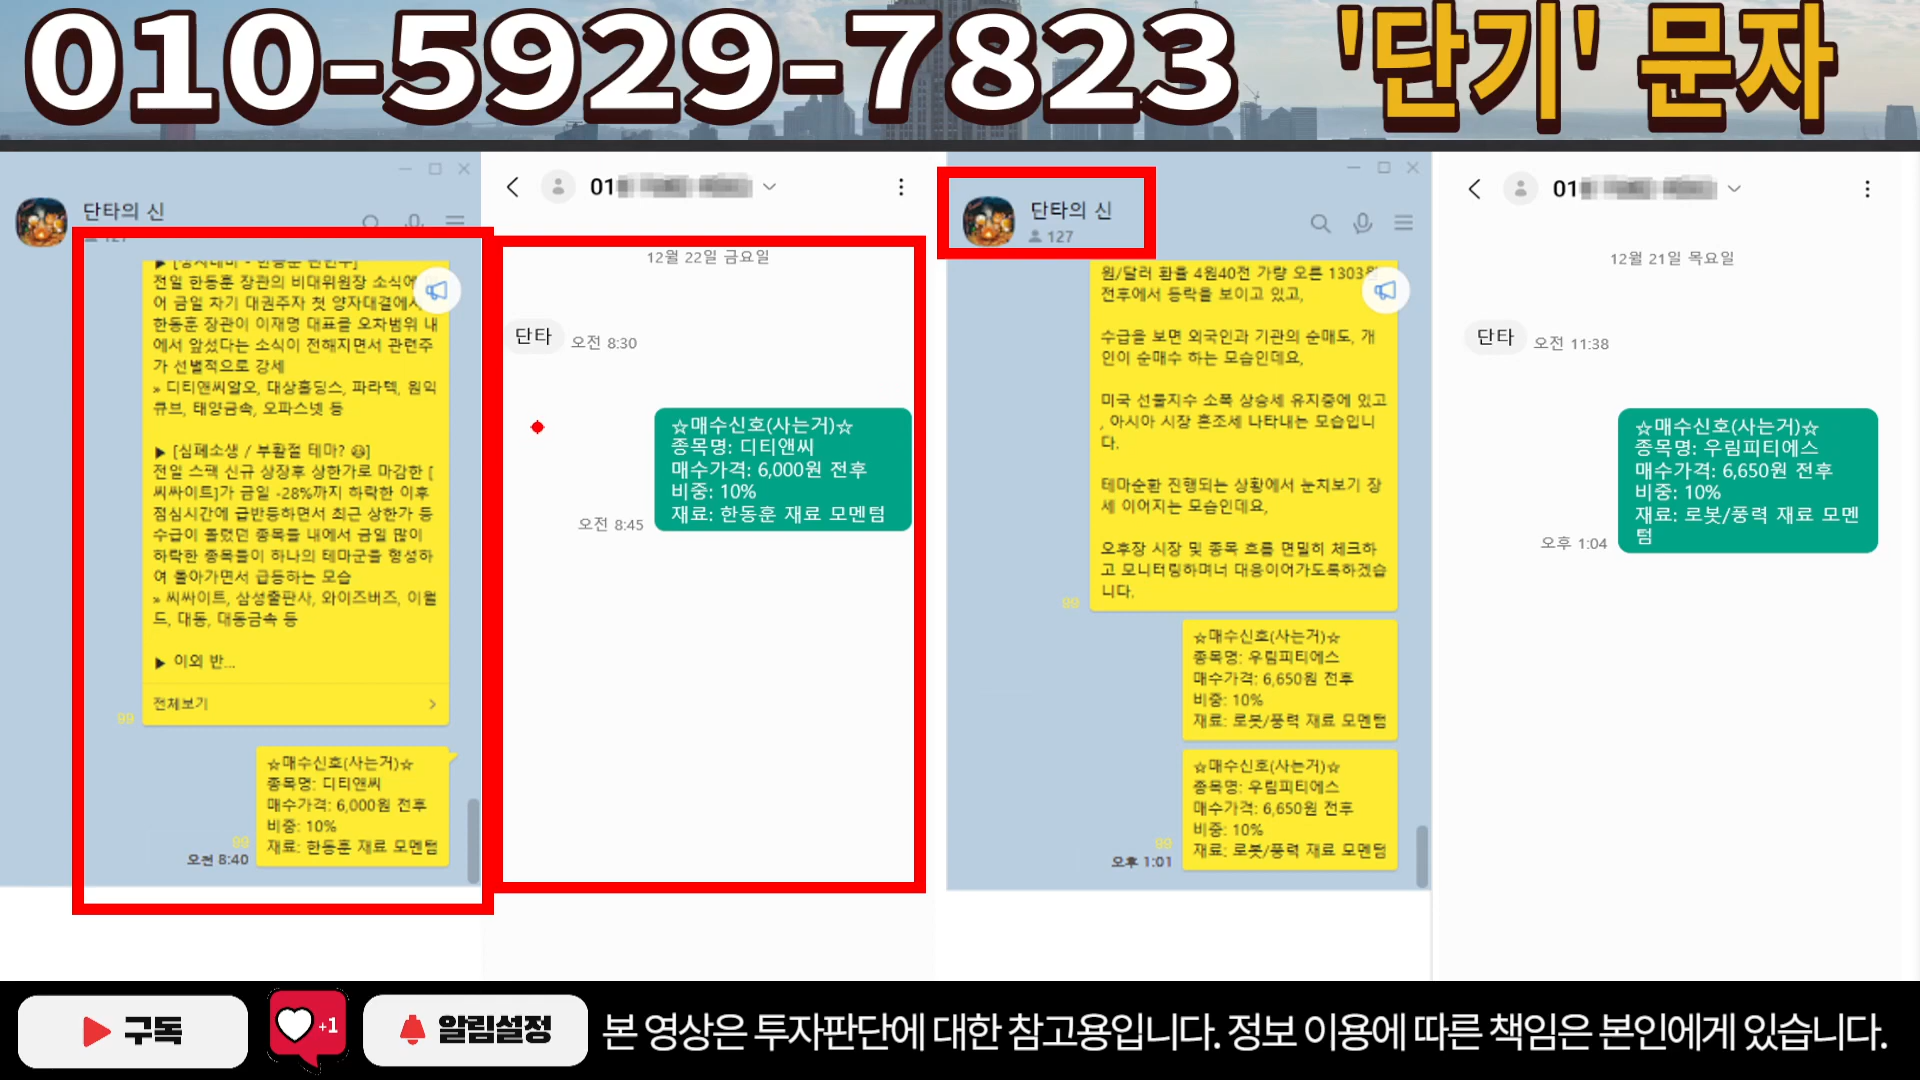 010-5929-7823 '단기' 문자
단타의 신
127
전일 한동훈 장관의 비대위원장 소식에
어 금일 차기 대권주자 첫 양자대결에서
한동훈 장관이 이재명 대표를 오차범위 내
에서 앞섰다는 소식이 전해지면서 관련주
가 선별적으로 강세
» 디티앤씨알오, 대상홀딩스, 파라텍, 원익
큐브, 태양금속, 오파스넷 등
▶ [심폐소생 / 부활절 테마? 😆]
전일 스팩 신규 상장후 상한가로 마감한 [
씨싸이트]가 금일 -28%까지 하락한 이후
점심시간에 급반등하면서 최근 상한가 등
수급이 몰렸던 종목들 내에서 금일 많이
하락한 종목들이 하나의 테마군을 형성하
여 돌아가면서 급등하는 모습
» 씨싸이트, 삼성출판사, 와이즈버즈, 이월
드, 대동, 대동금속 등
▶ 이외 반...
전체보기
99
☆매수신호(사는거)☆
종목명: 디티앤씨
매수가격: 6,000원 전후
비중: 10%
재료: 한동훈 재료 모멘텀
99
오전 8:40
01
12월 22일 금요일
단타
오전 8:30
☆매수신호(사는거)☆
종목명: 디티앤씨
매수가격: 6,000원 전후
비중: 10%
재료: 한동훈 재료 모멘텀
오전 8:45
단타의 신
127
원/달러 환율 4원40전 가량 오른 1303원
전후에서 등락을 보이고 있고,
수급을 보면 외국인과 기관의 순매도, 개
인이 순매수 하는 모습인데요,
미국 선물지수 소폭 상승세 유지중에 있고
, 아시아 시장 혼조세 나타내는 모습입니
다.
테마순환 진행되는 상황에서 눈치보기 장
세 이어지는 모습인데요,
오후장 시장 및 종목 흐름 면밀히 체크하
고 모니터링하며너 대응이어가도록하겠습
니다.
99
☆매수신호(사는거)☆
종목명: 우림피티에스
매수가격: 6,650원 전후
비중: 10%
재료: 로봇/풍력 재료 모멘텀
☆매수신호(사는거)☆
종목명: 우림피티에스
매수가격: 6,650원 전후
비중: 10%
재료: 로봇/풍력 재료 모멘텀
99
오후 1:01
01
12월 21일 목요일
단타
오전 11:38
☆매수신호(사는거)☆
종목명: 우림피티에스
매수가격: 6,650원 전후
비중: 10%
재료: 로봇/풍력 재료 모멘
텀
오후 1:04
구독
+1
알림설정
본 영상은 투자판단에 대한 참고용입니다. 정보 이용에 따른 책임은 본인에게 있습니다.